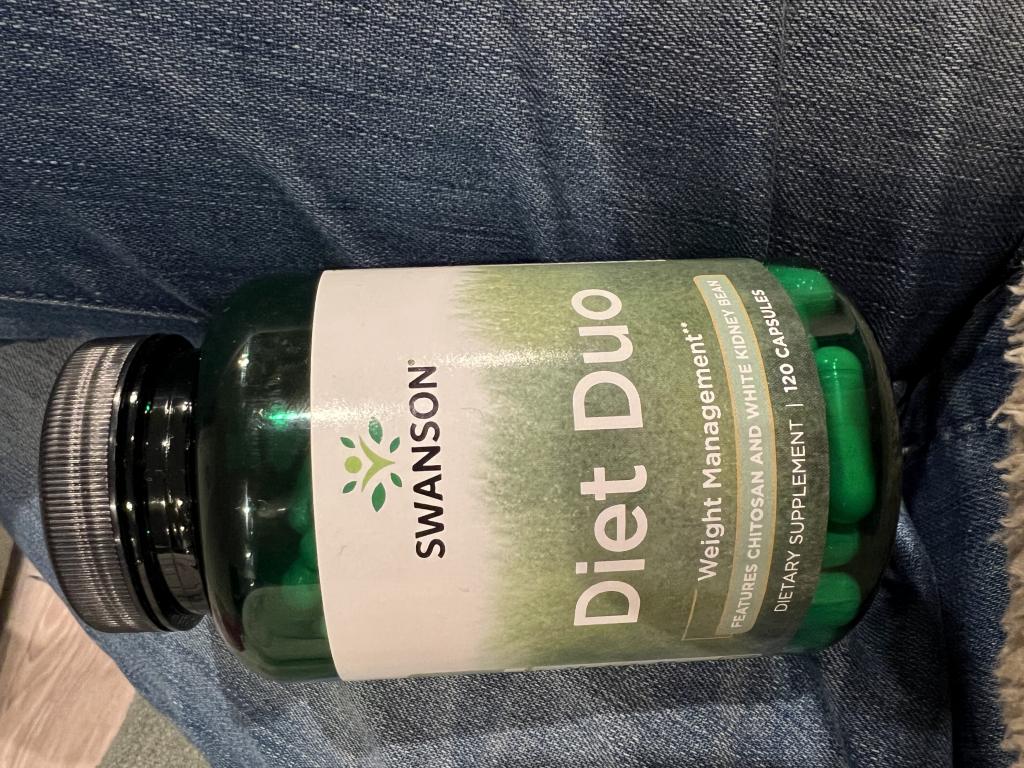 SWANSON®
Diet Duo
Weight Management**
FEATURES CHITOSAN AND WHITE KIDNEY BEAN
DIETARY SUPPLEMENT | 120 CAPSULES